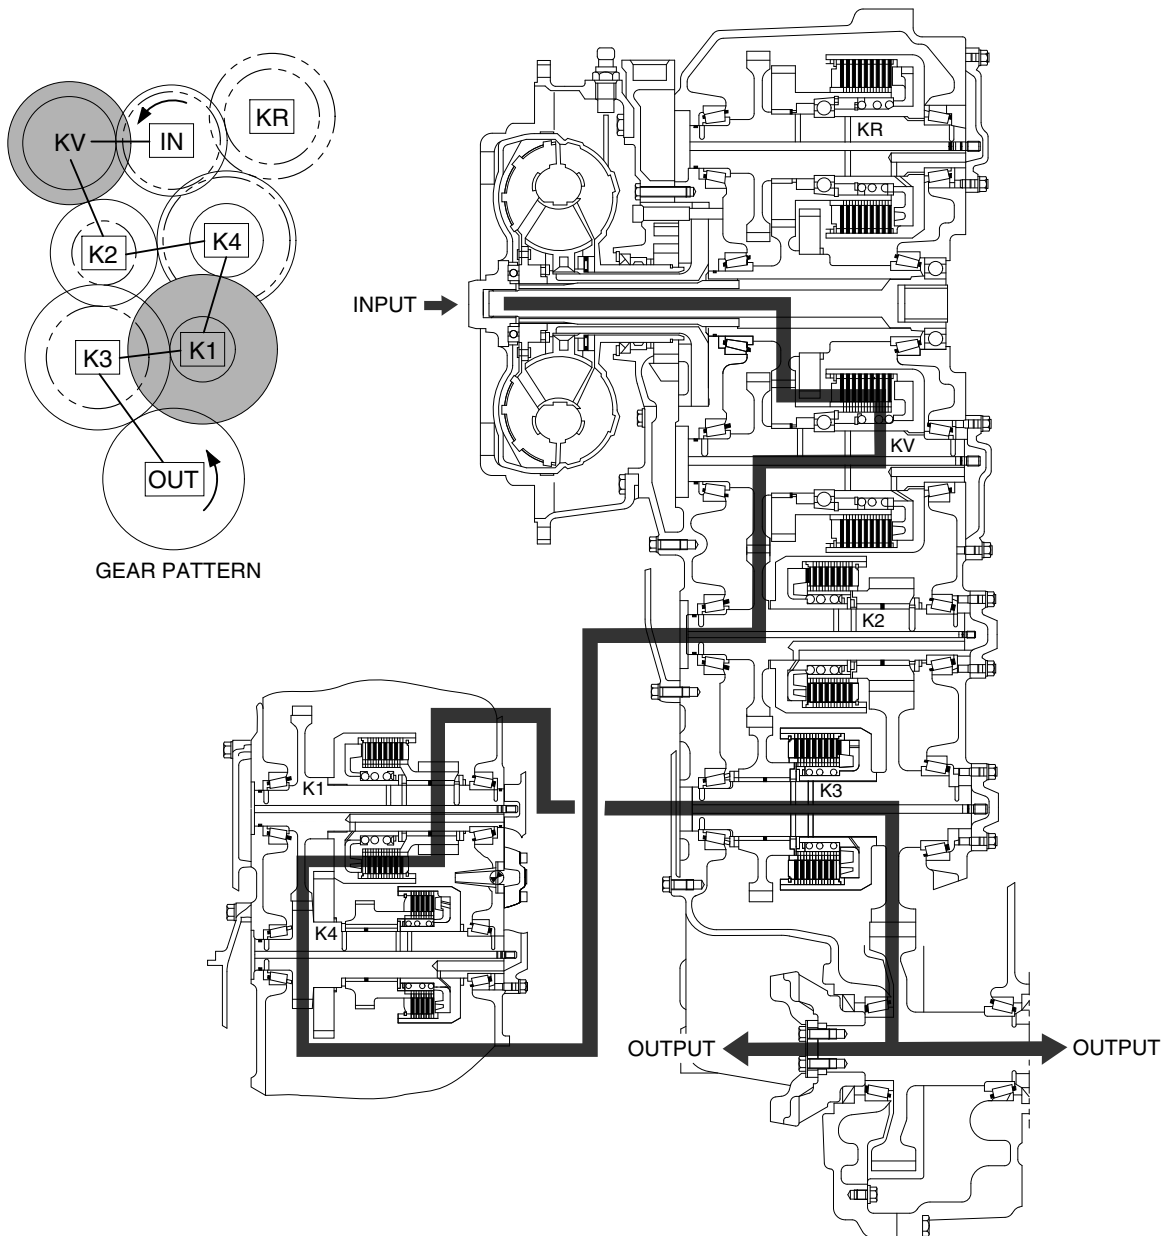 KV
IN
KR
K2
K4
K3
K1
OUT
GEAR PATTERN
INPUT
KR
KV
K2
K3
K1
K4
OUTPUT
OUTPUT